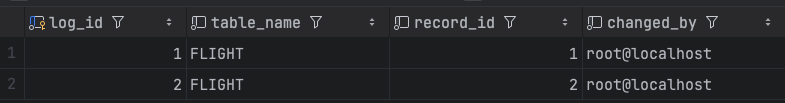 log_id table_name record_id changed_by
1 1 FLIGHT 1 root@localhost
2 2 FLIGHT 2 root@localhost